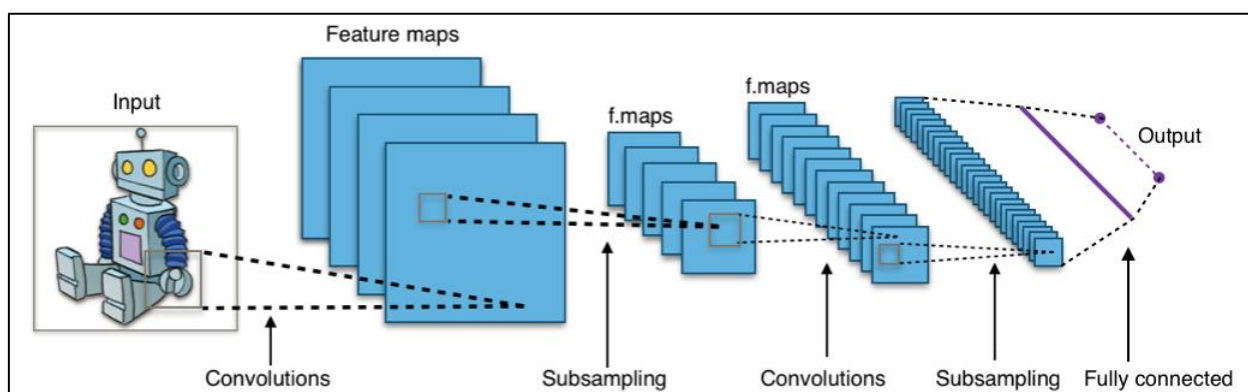 Feature maps
Input
f.maps
f.maps
Output
Convolutions
Subsampling
Convolutions
Subsampling
Fully connected